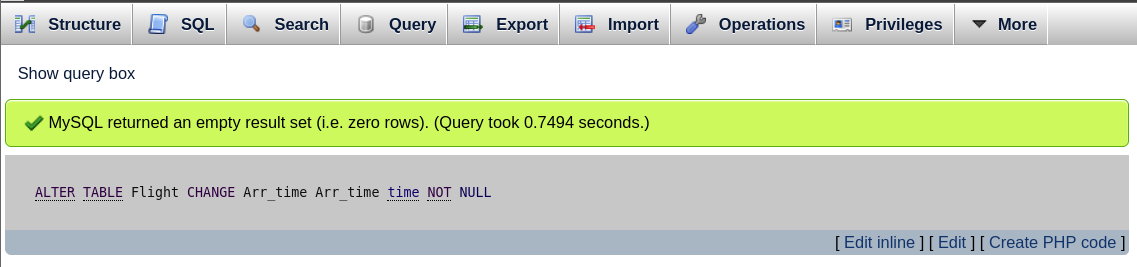 Structure SQL Search Query Export Import Operations Privileges More
Show query box
MySQL returned an empty result set (i.e. zero rows). (Query took 0.7494 seconds.)
ALTER TABLE Flight CHANGE Arr_time Arr_time time NOT NULL
[ Edit inline ] [ Edit ] [ Create PHP code ]